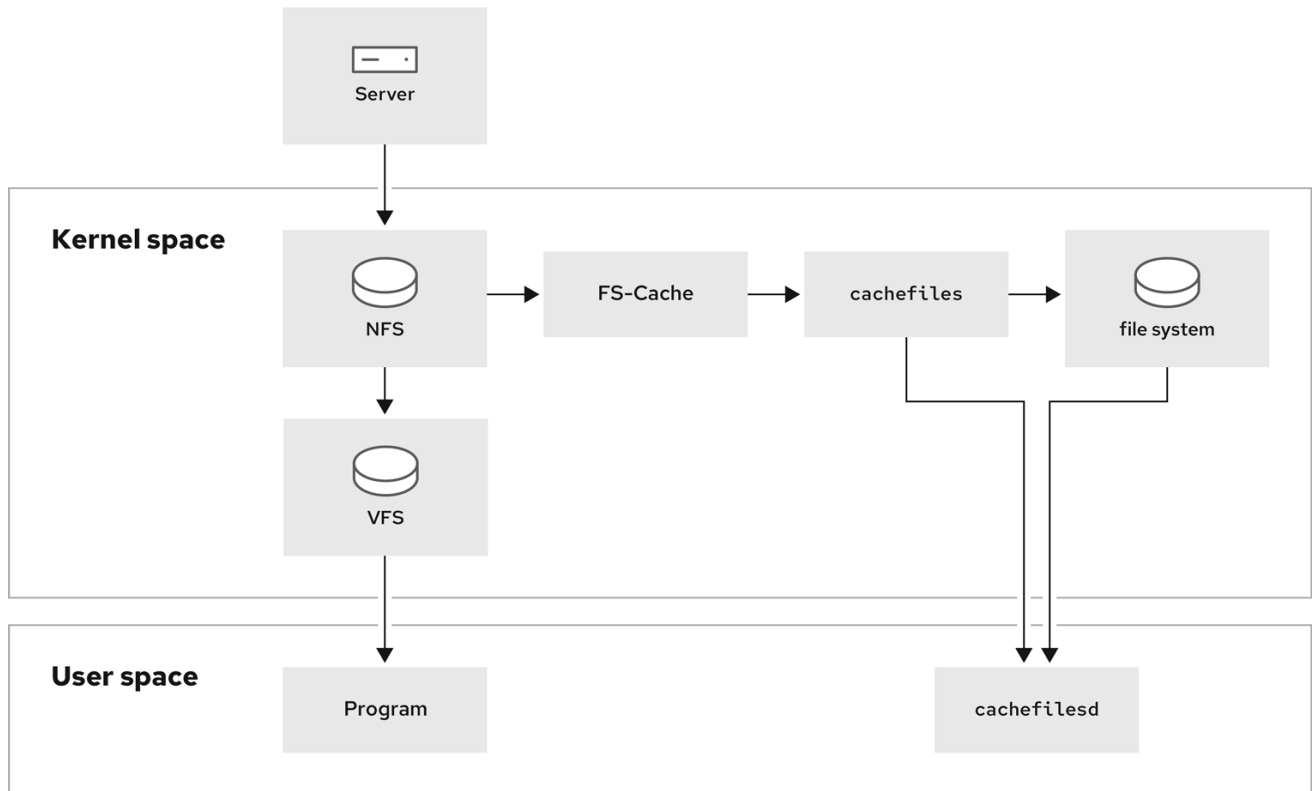 Server
Kernel space
NFS
FS-Cache
cachefiles
file system
VFS
User space
Program
cachefilesd